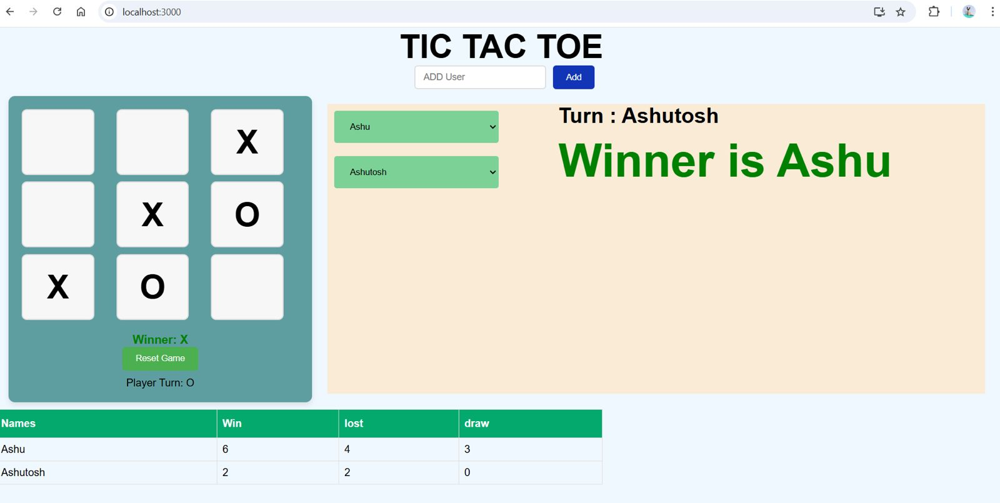 localhost:3000
TIC TAC TOE
ADD User Add
X
X O
X O
Winner: X
Reset Game
Player Turn: O
Ashu
Ashutosh
Turn : Ashutosh
Winner is Ashu
Names Win lost draw
Ashu 6 4 3
Ashutosh 2 2 0